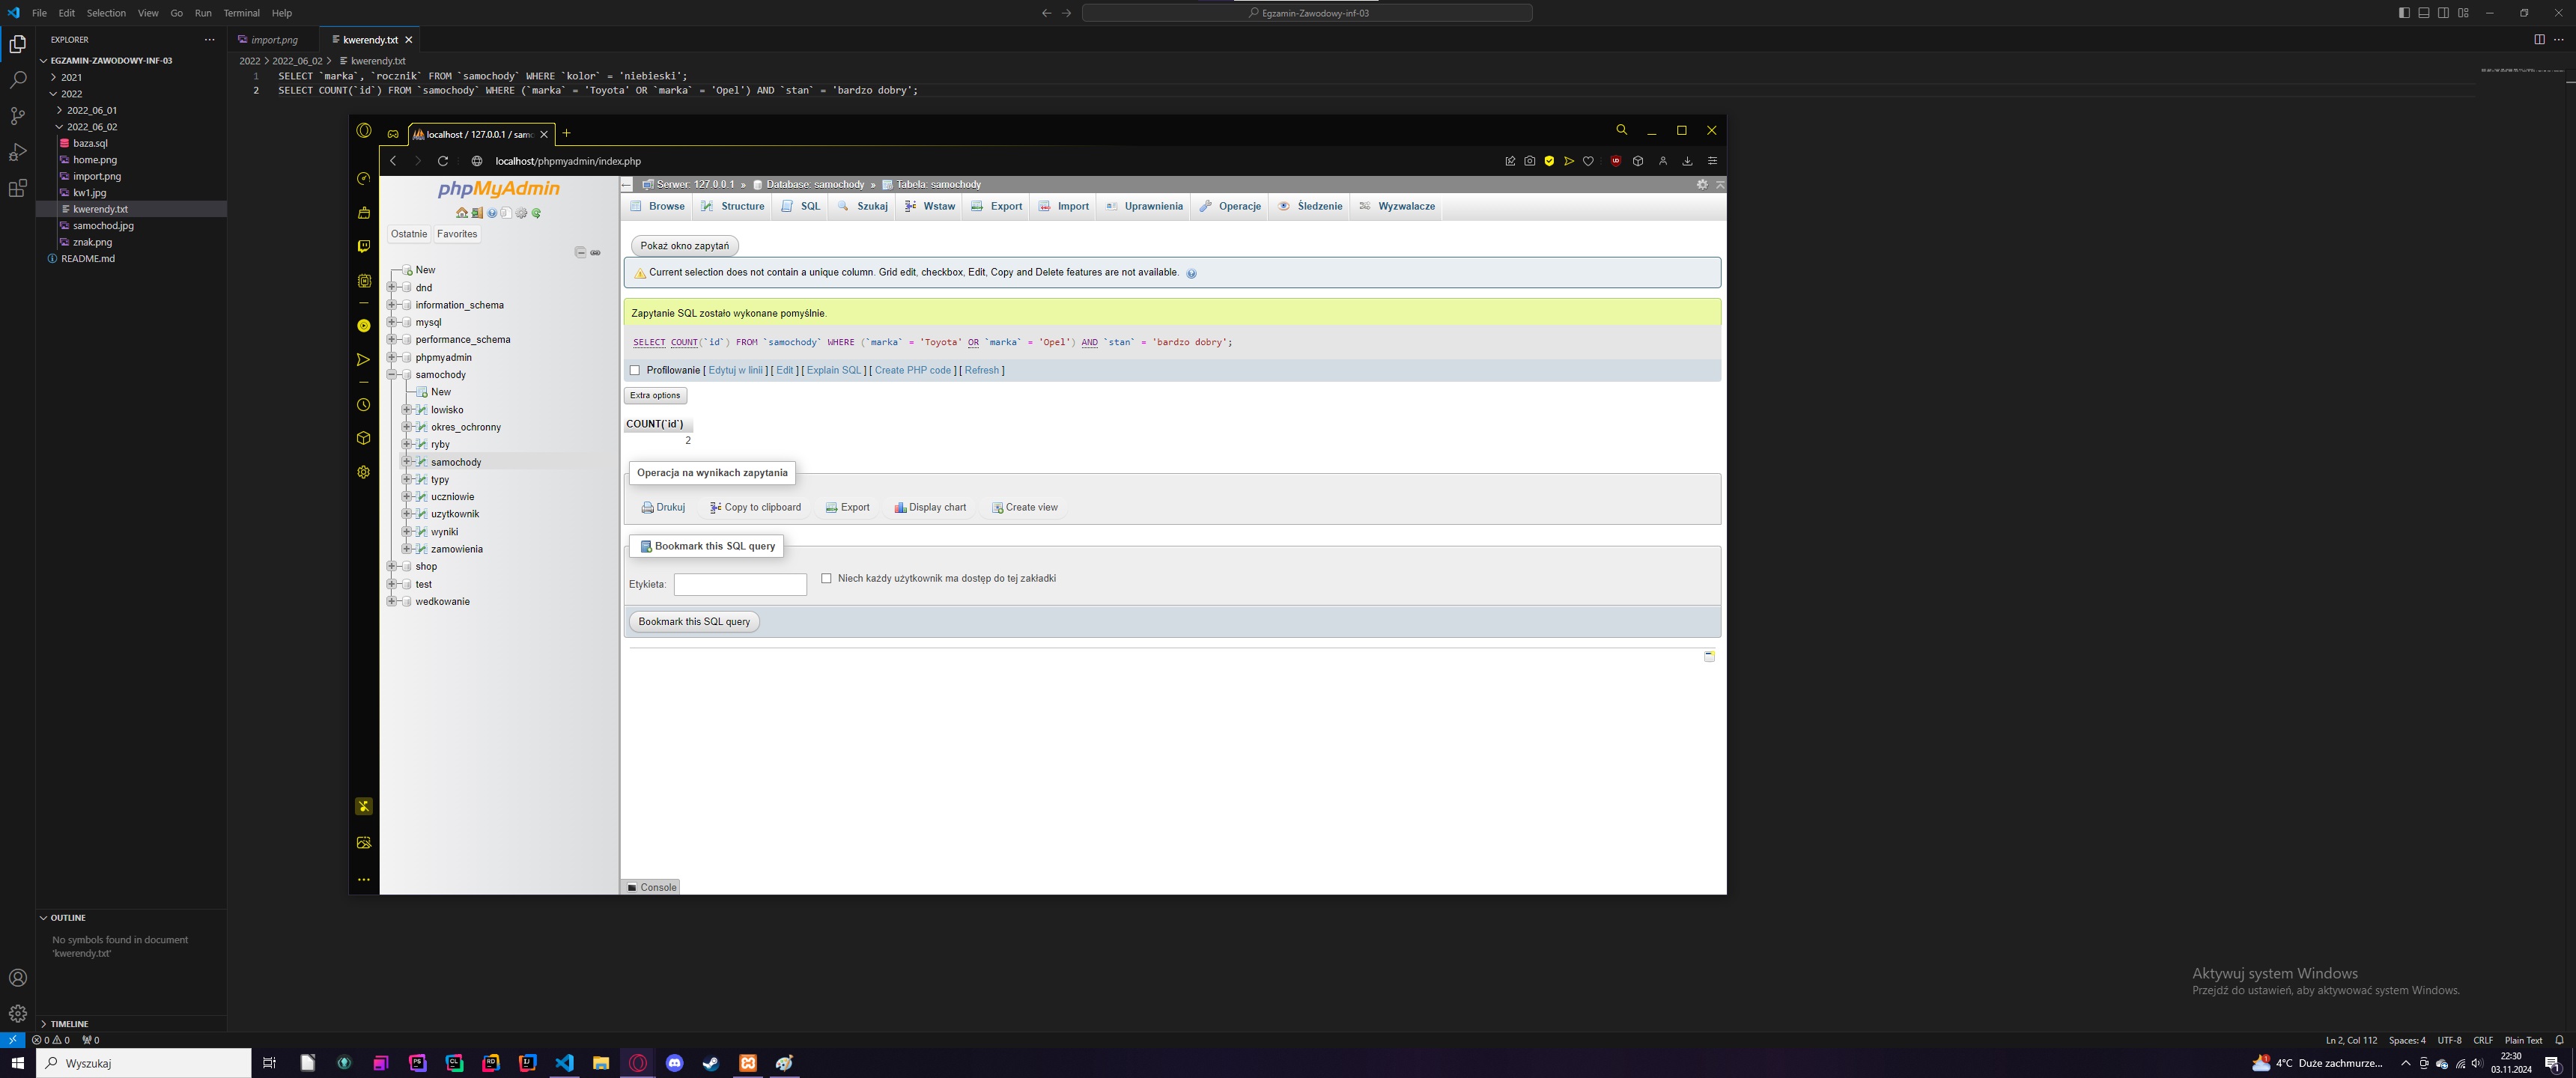 File Edit Selection View Go Run Terminal Help
Egzamin-Zawodowy-inf-03
EXPLORER
EGZAMIN-ZAWODOWY-INF-03
2021
2022
2022_06_01
2022_06_02
baza.sql
home.png
import.png
kw1.jpg
kwerendy.txt
samochod.jpg
znak.png
README.md
OUTLINE
No symbols found in document
'kwerendy.txt'
TIMELINE
import.png kwerendy.txt
2022 > 2022_06_02 > kwerendy.txt
1 SELECT `marka`, `rocznik` FROM `samochody` WHERE `kolor` = 'niebieski';
2 SELECT COUNT(`id`) FROM `samochody` WHERE (`marka` = 'Toyota' OR `marka` = 'Opel') AND `stan` = 'bardzo dobry';
localhost / 127.0.0.1 / samo
localhost/phpmyadmin/index.php
phpMyAdmin
Ostatnie Favorites
New
dnd
information_schema
mysql
performance_schema
phpmyadmin
samochody
New
lowisko
okres_ochronny
ryby
samochody
typy
uczniowie
uzytkownik
wyniki
zamowienia
shop
test
wedkowanie
Serwer: 127.0.0.1 » Database: samochody » Tabela: samochody
Browse Structure SQL Szukaj Wstaw Export Import Uprawnienia Operacje Śledzenie Wyzwalacze
Pokaż okno zapytań
Current selection does not contain a unique column. Grid edit, checkbox, Edit, Copy and Delete features are not available.
Zapytanie SQL zostało wykonane pomyślnie.
SELECT COUNT(`id`) FROM `samochody` WHERE (`marka` = 'Toyota' OR `marka` = 'Opel') AND `stan` = 'bardzo dobry';
Profilowanie [ Edytuj w linii ] [ Edit ] [ Explain SQL ] [ Create PHP code ] [ Refresh ]
Extra options
COUNT(`id`)
2
Operacja na wynikach zapytania
Drukuj Copy to clipboard Export Display chart Create view
Bookmark this SQL query
Etykieta: Niech każdy użytkownik ma dostęp do tej zakładki
Bookmark this SQL query
Console
Aktywuj system Windows
Przejdź do ustawień, aby aktywować system Windows.
0 0 0
Ln 2, Col 112 Spaces: 4 UTF-8 CRLF Plain Text
Wyszukaj
4°C Duże zachmurze...
22:30
03.11.2024